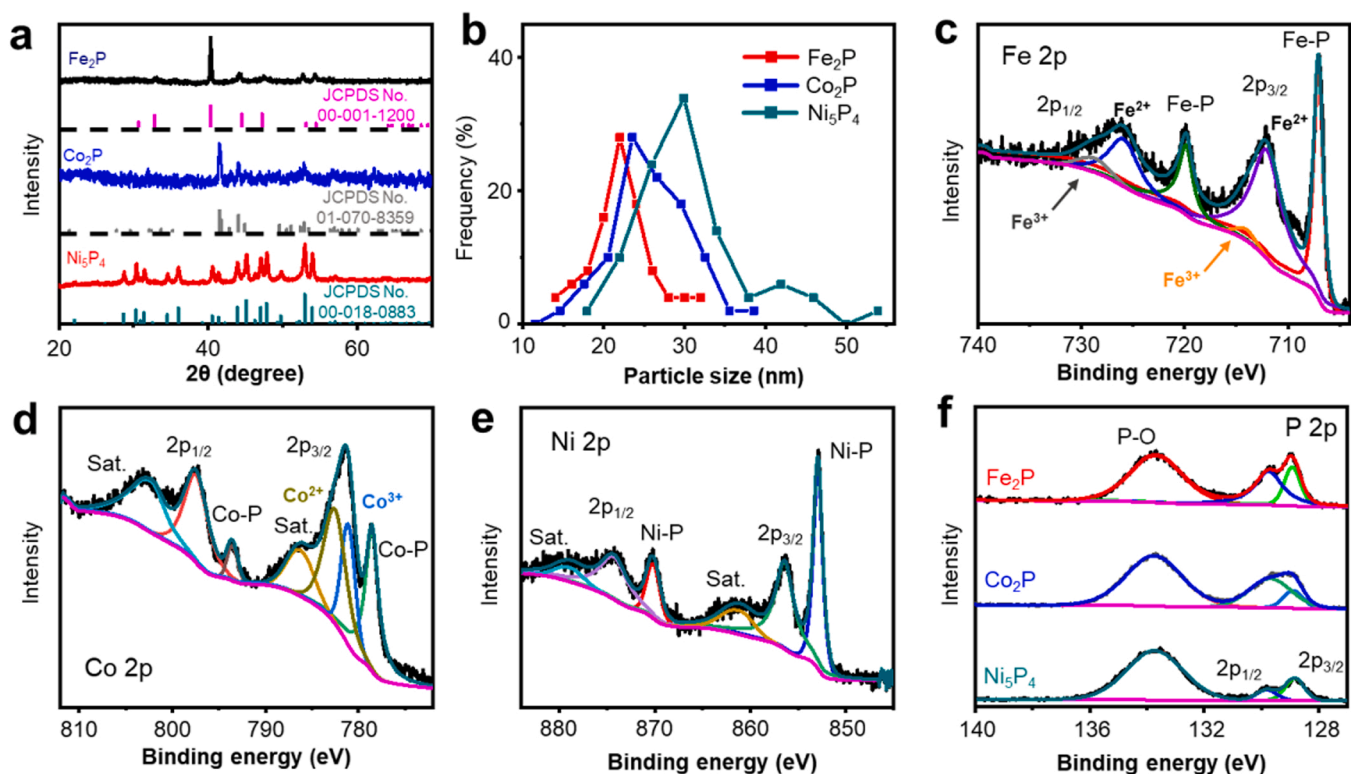 a
Fe₂P
JCPDS No.
00-001-1200
Co₂P
JCPDS No.
01-070-8359
Ni₅P₄
JCPDS No.
00-018-0883
Intensity
20 40 60
2θ (degree)
b
40
20
0
Frequency (%)
Fe₂P
Co₂P
Ni₅P₄
10 20 30 40 50
Particle size (nm)
c
Fe 2p
Fe-P
2p₁/₂
Fe²⁺
Fe-P
2p₃/₂
Fe²⁺
Fe³⁺
Fe³⁺
Intensity
740 730 720 710
Binding energy (eV)
d
Sat.
2p₁/₂
Co-P
2p₃/₂
Sat.
Co²⁺
Co³⁺
Co-P
Co 2p
Intensity
810 800 790 780
Binding energy (eV)
e
Ni 2p
Ni-P
Sat.
2p₁/₂
Ni-P
Sat.
2p₃/₂
Intensity
880 870 860 850
Binding energy (eV)
f
P-O
P 2p
Fe₂P
Co₂P
Ni₅P₄
2p₁/₂
2p₃/₂
Intensity
140 136 132 128
Binding energy (eV)